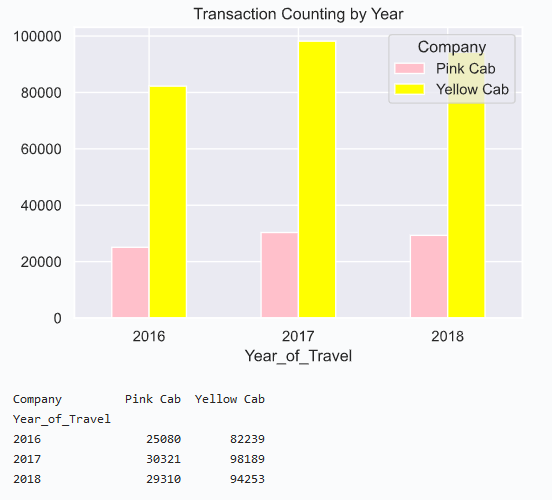 Transaction Counting by Year
100000
80000
60000
40000
20000
0
Company
Pink Cab
Yellow Cab
2016 2017 2018
Year_of_Travel
Company Pink Cab Yellow Cab
Year_of_Travel
2016 25080 82239
2017 30321 98189
2018 29310 94253